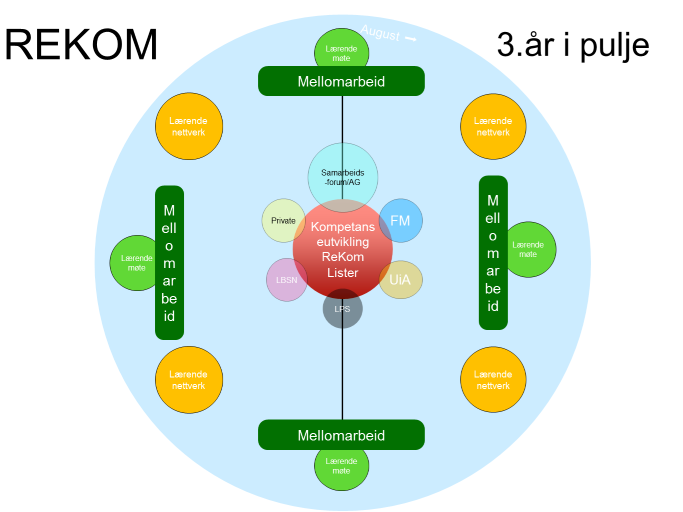 REKOM
August →
3.år i pulje
Lærende
møte
Mellomarbeid
Lærende
nettverk
Lærende
nettverk
Samarbeids
-forum/AG
Private
FM
Kompetans
eutvikling
ReKom
Lister
LBSN
UiA
LPS
Lærende
møte
M
ell
o
m
ar
be
id
M
ell
o
m
ar
be
id
Lærende
møte
Lærende
nettverk
Lærende
nettverk
Mellomarbeid
Lærende
møte